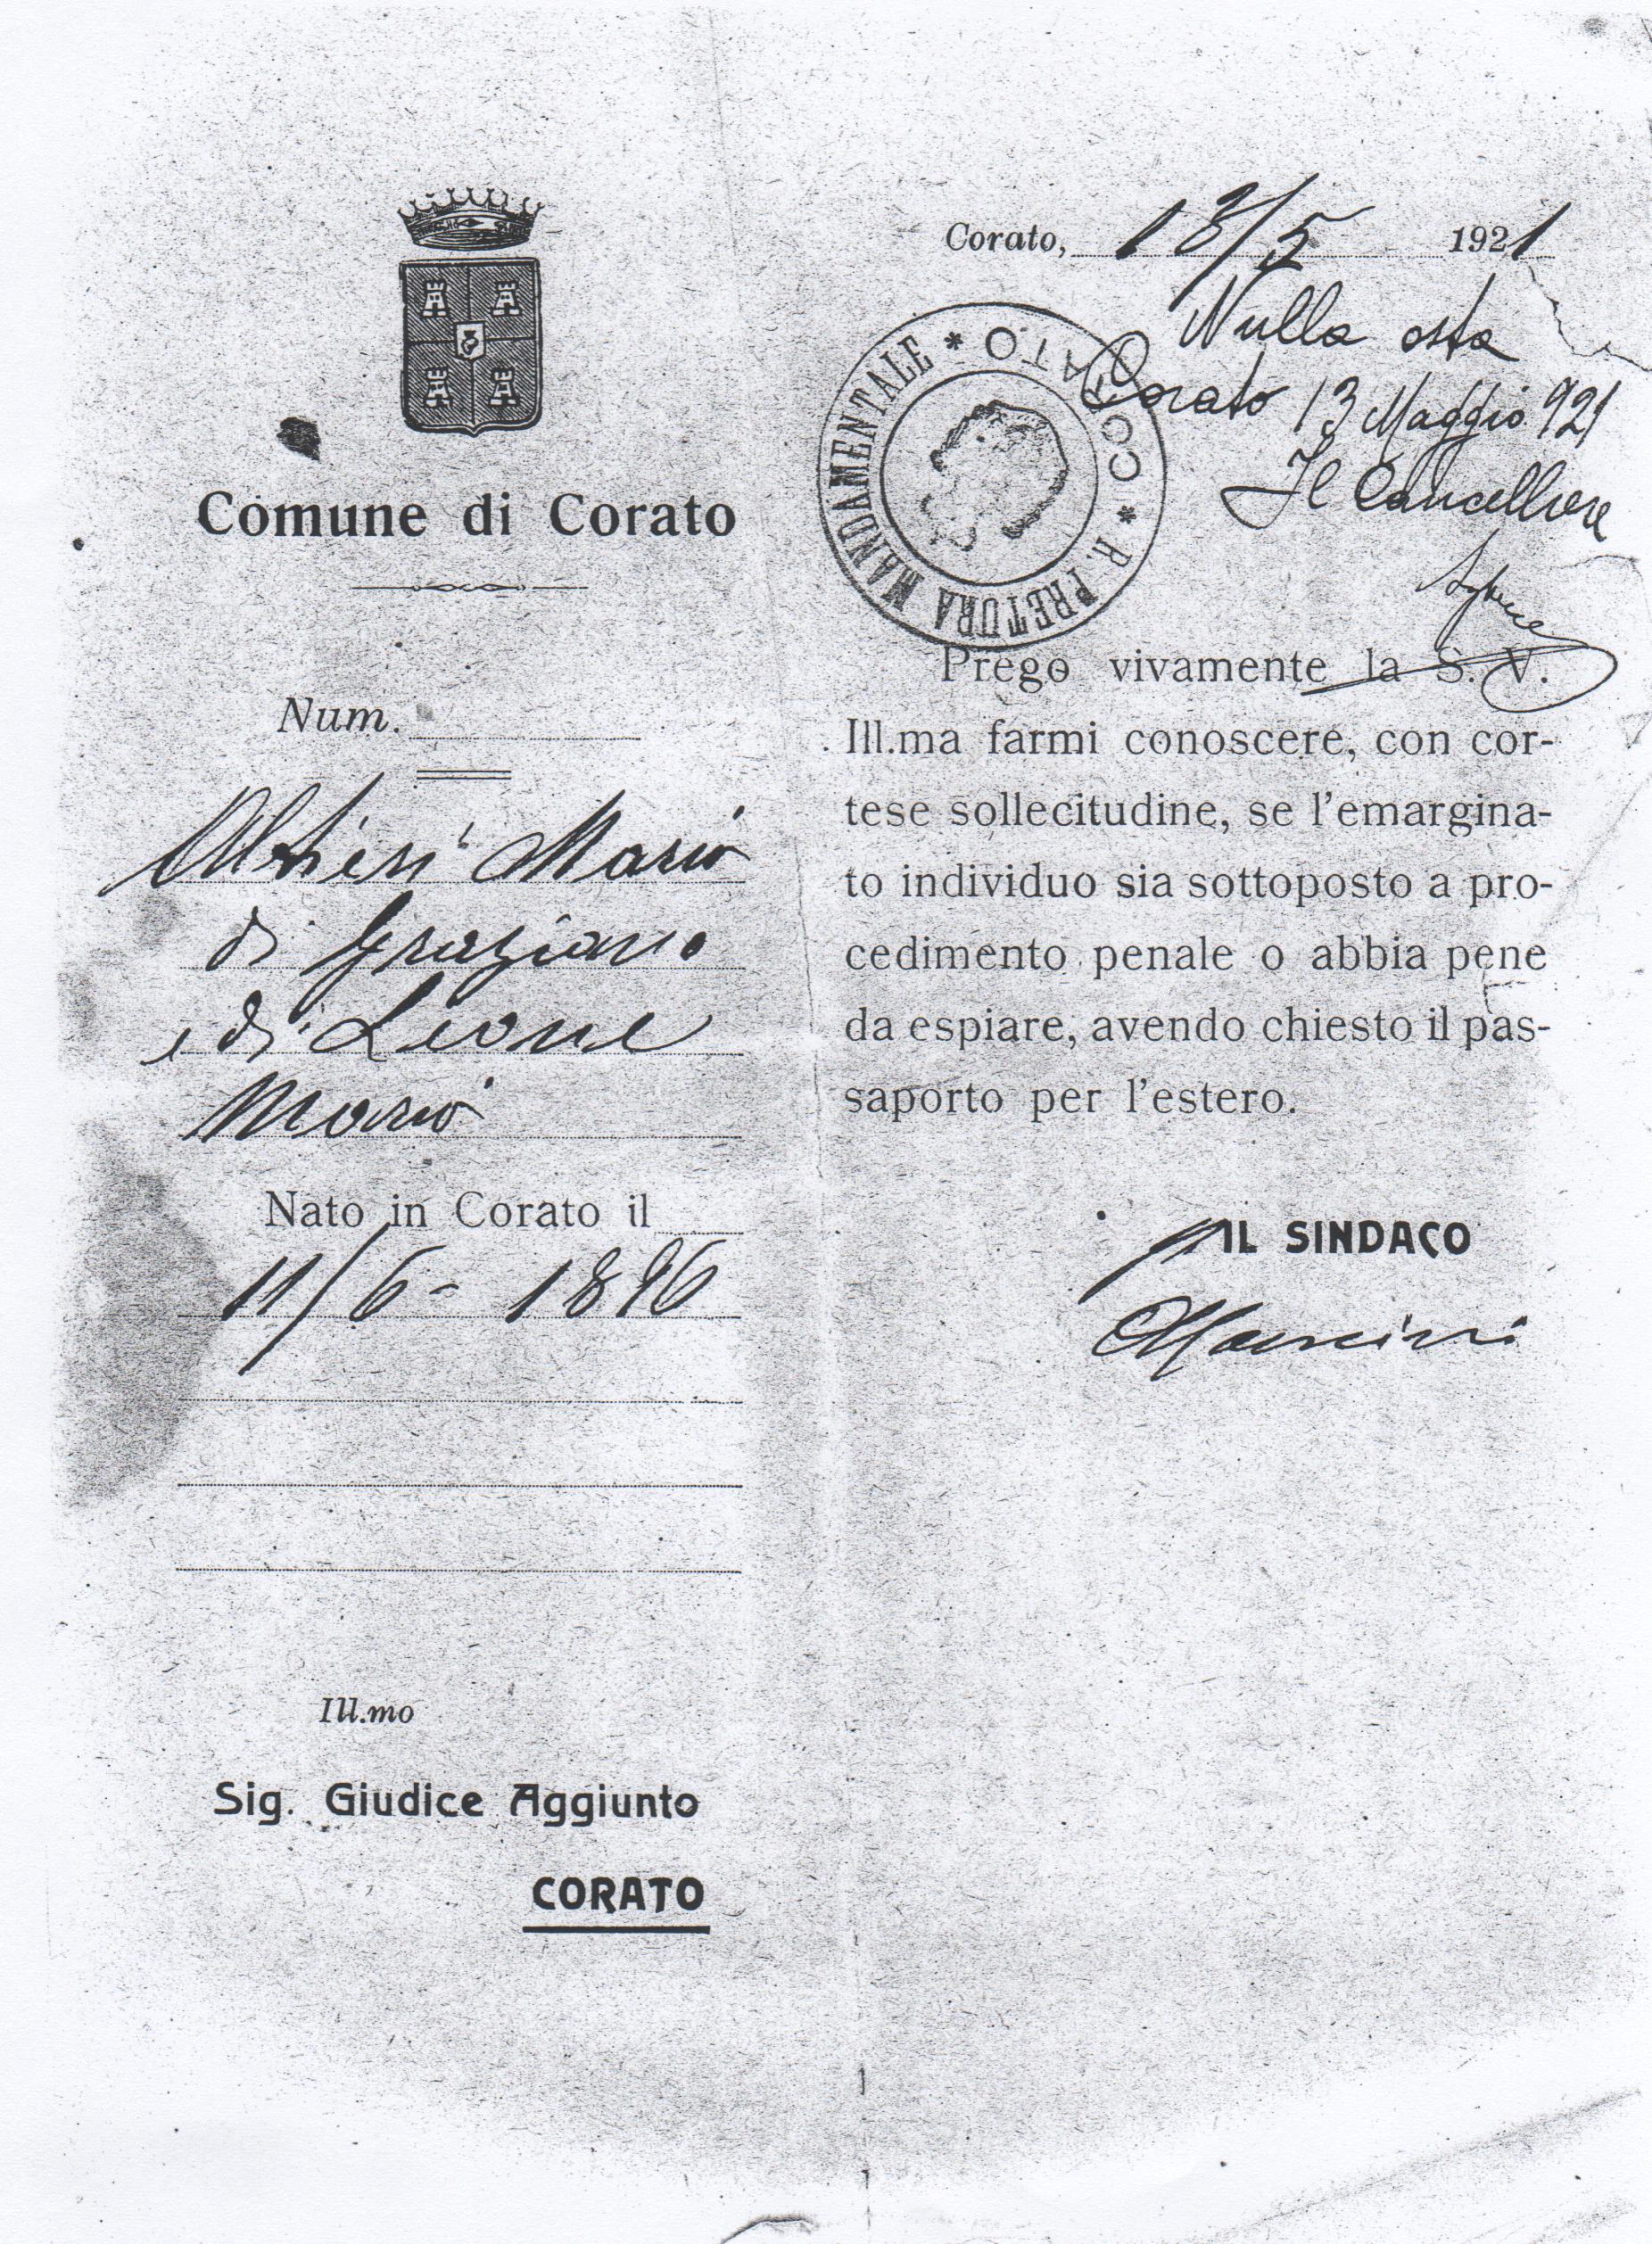 Comune di Corato
Num.
Altieri Mario
di Graziano
e di Leone
Maria
Nato in Corato il
11/6 - 1896
Ill.mo
Sig. Giudice Aggiunto
CORATO
Corato, 13/5 1921
Nulla osta
Corato 13 Maggio 921
Il Cancelliere
* R. PRETURA MANDAMENTALE * CORATO
Prego vivamente la S. V.
Ill.ma farmi conoscere, con cor-
tese sollecitudine, se l'emargina-
to individuo sia sottoposto a pro-
cedimento penale o abbia pene
da espiare, avendo chiesto il pas-
saporto per l'estero.
IL SINDACO